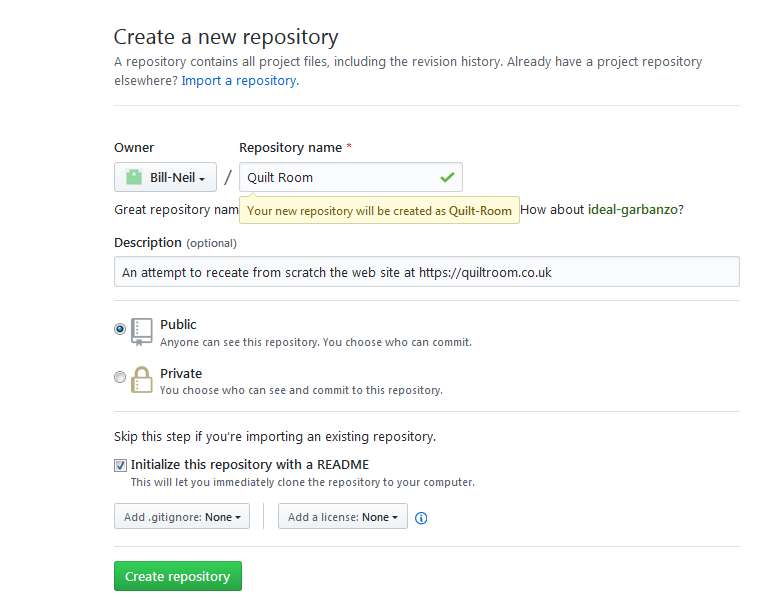 Create a new repository
A repository contains all project files, including the revision history. Already have a project repository
elsewhere? Import a repository.
Owner Repository name *
Bill-Neil / Quilt Room
Great repository nam
Your new repository will be created as Quilt-Room
How about ideal-garbanzo?
Description (optional)
An attempt to receate from scratch the web site at https://quiltroom.co.uk
Public
Anyone can see this repository. You choose who can commit.
Private
You choose who can see and commit to this repository.
Skip this step if you’re importing an existing repository.
Initialize this repository with a README
This will let you immediately clone the repository to your computer.
Add .gitignore: None Add a license: None
Create repository